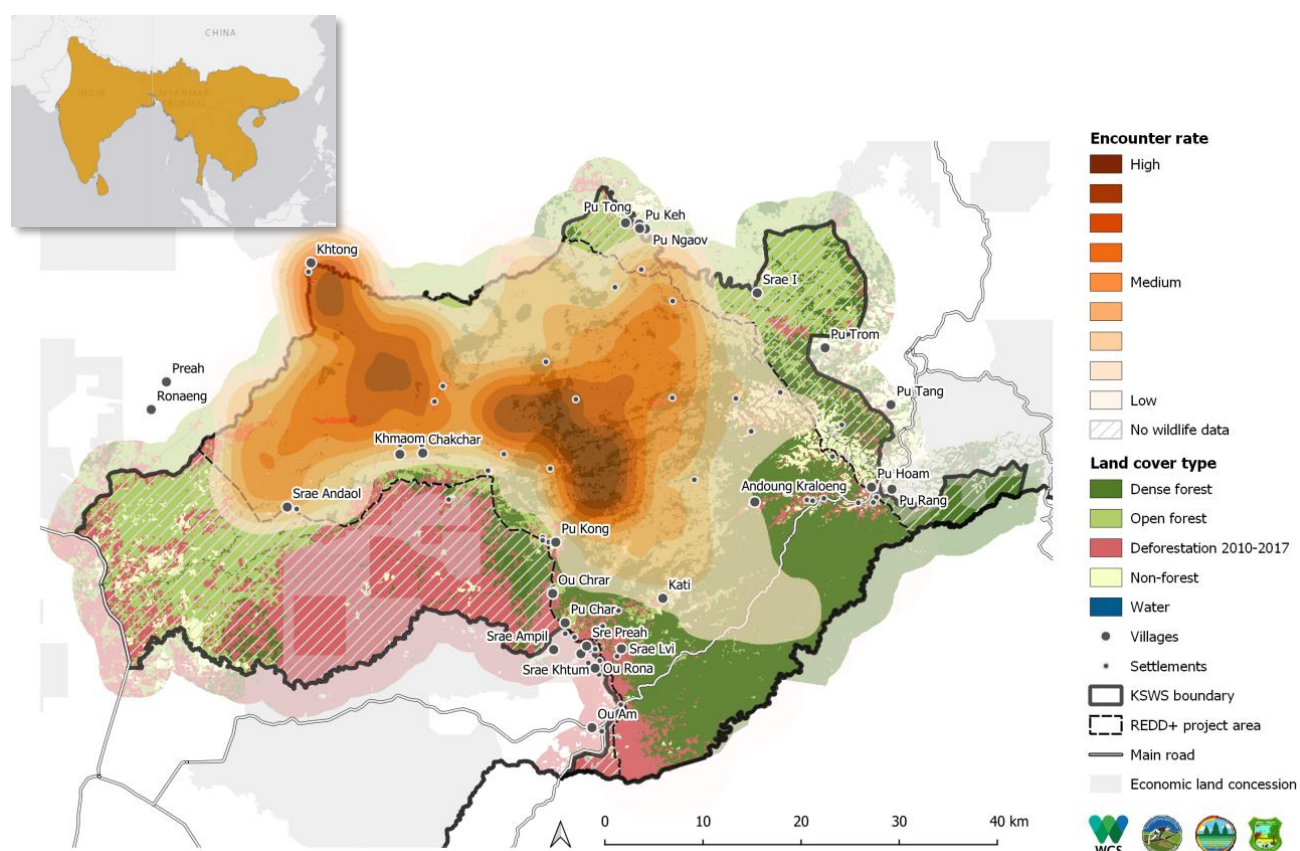 CHINA
INDIA
MYANMAR
(BURMA)
Pu Tong
Pu Keh
Pu Ngaov
Khtong
Srae I
Pu Trom
Preah
Ronaeng
Pu Tang
Khmaom
Chakchar
Pu Hoam
Srae Andaol
Andoung Kraloeng
Pu Rang
Pu Kong
Ou Chrar
Kati
Pu Char
Srae Ampil
Sre Preah
Srae Lvi
Srae Khtum
Ou Rona
Ou Am
0 10 20 30 40 km
Encounter rate
High
Medium
Low
No wildlife data
Land cover type
Dense forest
Open forest
Deforestation 2010-2017
Non-forest
Water
Villages
Settlements
KSWS boundary
REDD+ project area
Main road
Economic land concession
WCS